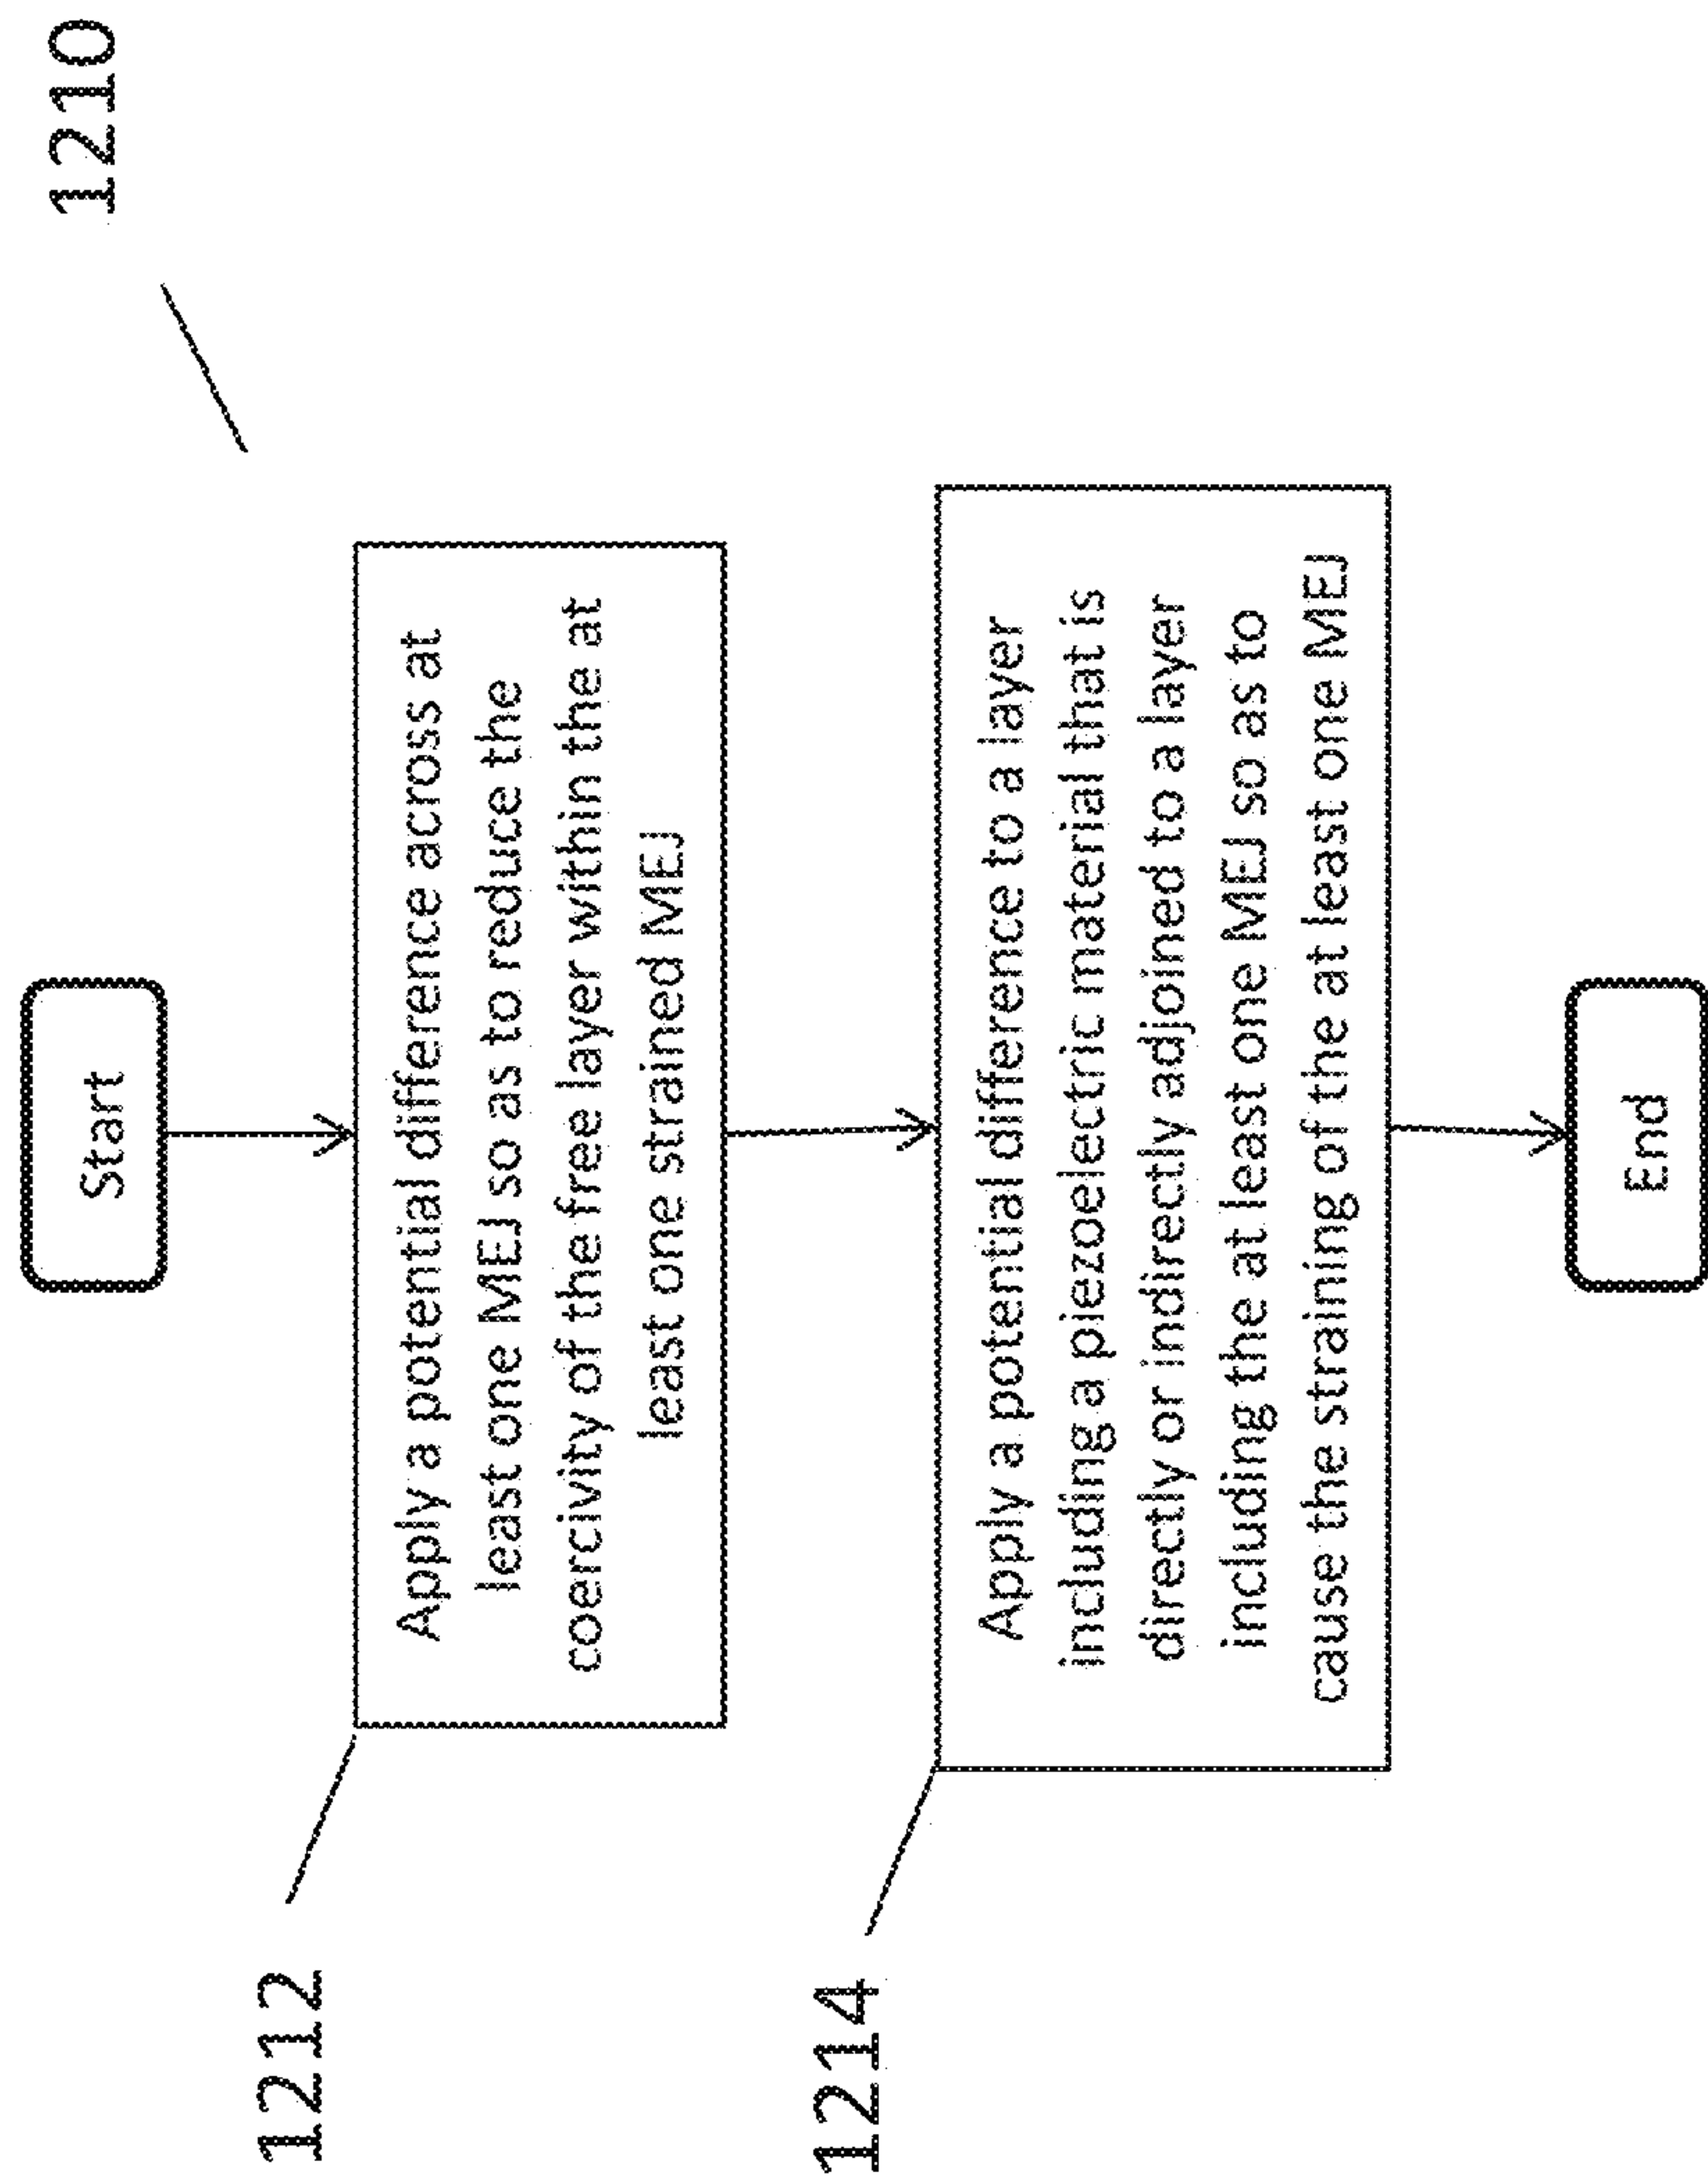 1210
Start
1212
Apply a potential difference across at
least one MEJ so as to reduce the
coercivity of the free layer within the at
least one strained MEJ
1214
Apply a potential difference to a layer
including a piezoelectric material that is
directly or indirectly adjoined to a layer
including the at least one MEJ so as to
cause the straining of the at least one MEJ
End